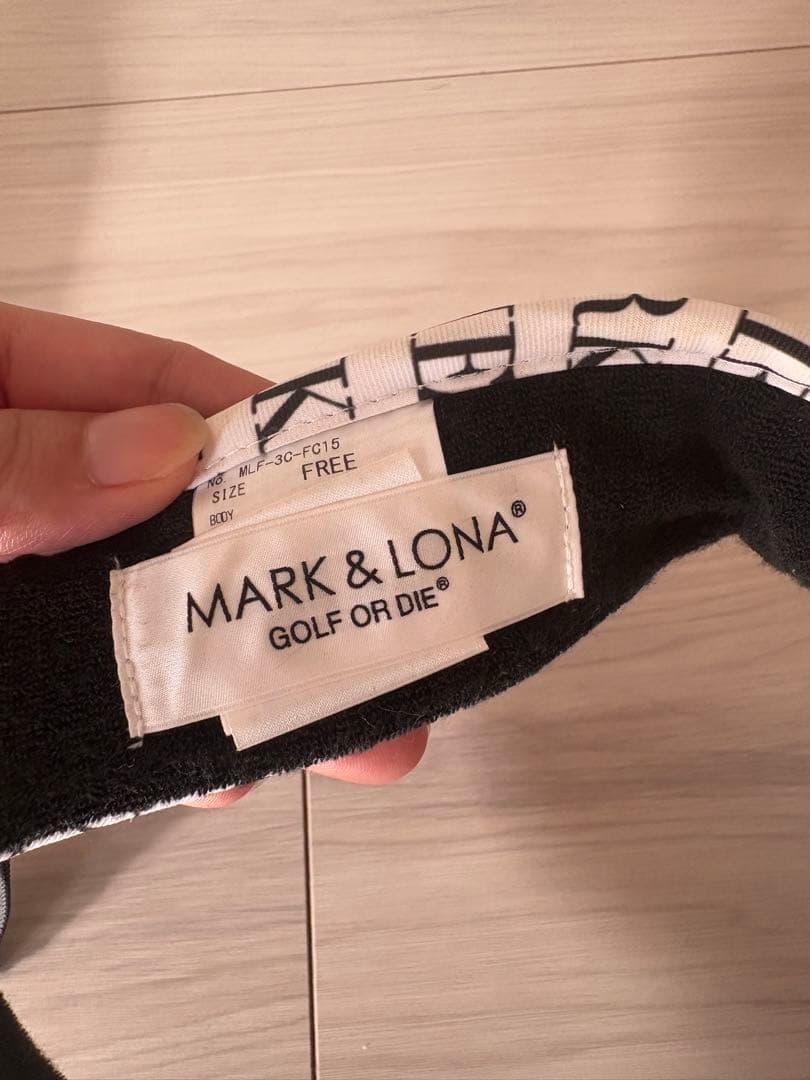 K E R
No. MLF-3C-FC15
SIZE FREE
BODY
MARK & LONA®
GOLF OR DIE®